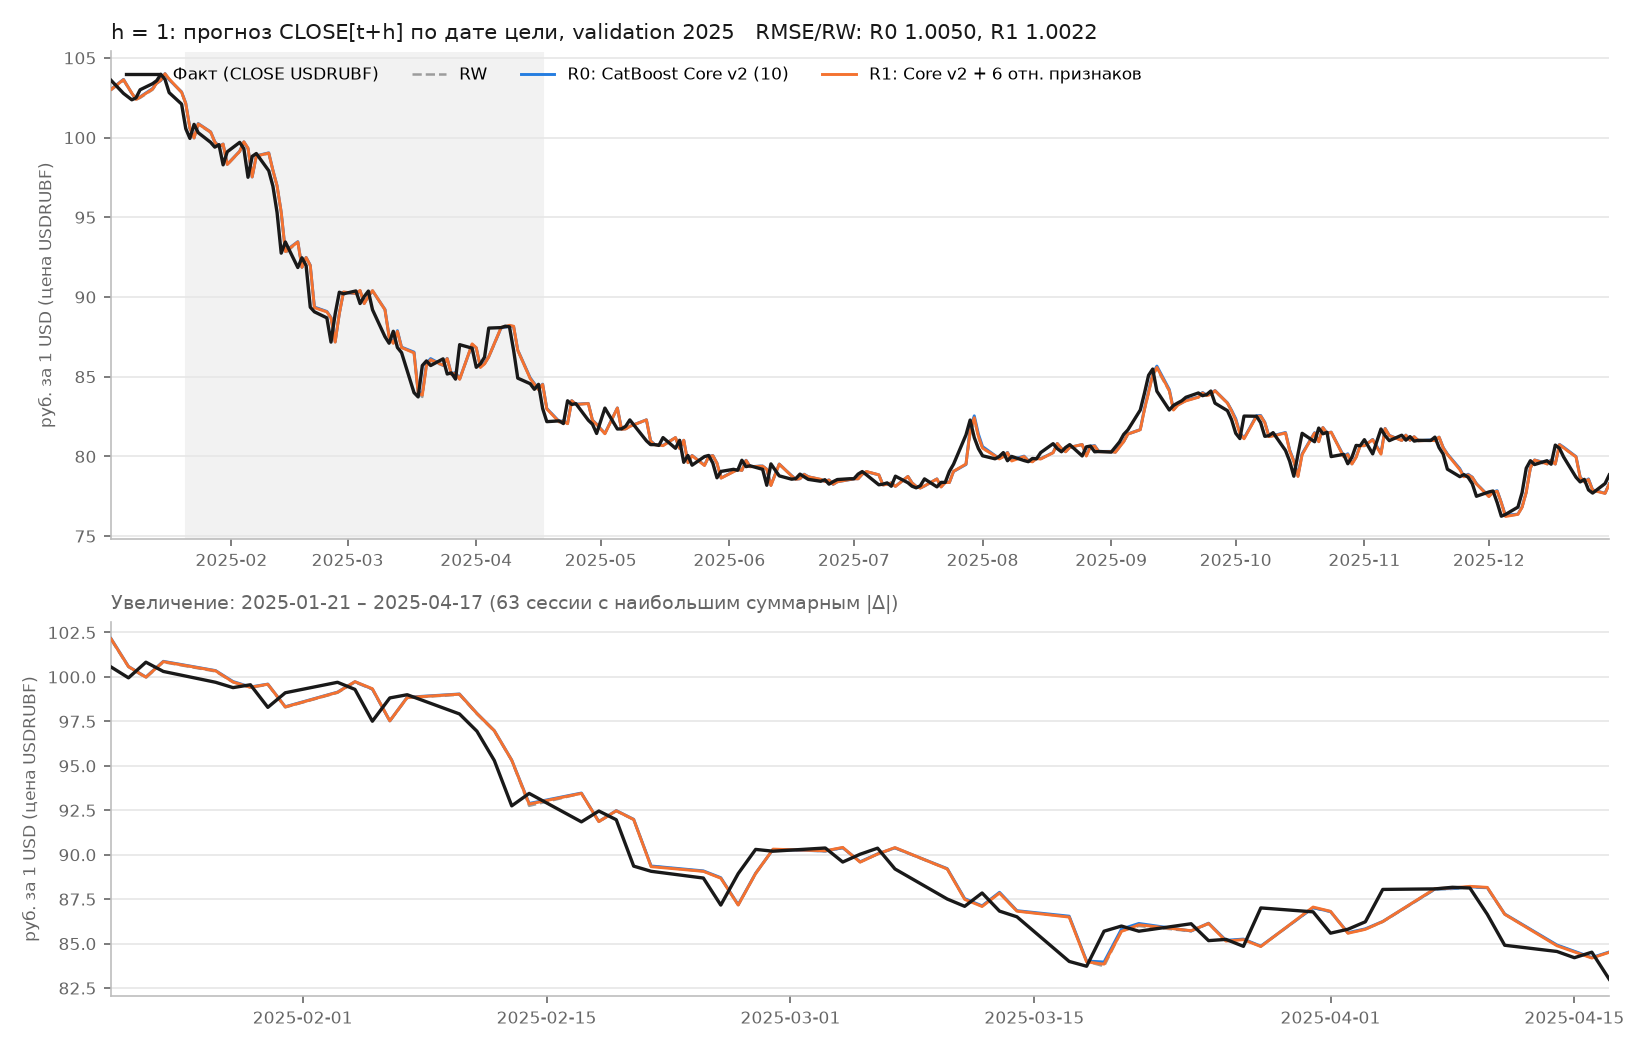 h = 1: прогноз CLOSE[t+h] по дате цели, validation 2025   RMSE/RW: R0 1.0050, R1 1.0022
Факт (CLOSE USDRUBF)   RW   R0: CatBoost Core v2 (10)   R1: Core v2 + 6 отн. признаков
руб. за 1 USD (цена USDRUBF)
105
100
95
90
85
80
75
2025-02   2025-03   2025-04   2025-05   2025-06   2025-07   2025-08   2025-09   2025-10   2025-11   2025-12
Увеличение: 2025-01-21 – 2025-04-17 (63 сессии с наибольшим суммарным |Δ|)
руб. за 1 USD (цена USDRUBF)
102.5
100.0
97.5
95.0
92.5
90.0
87.5
85.0
82.5
2025-02-01   2025-02-15   2025-03-01   2025-03-15   2025-04-01   2025-04-15